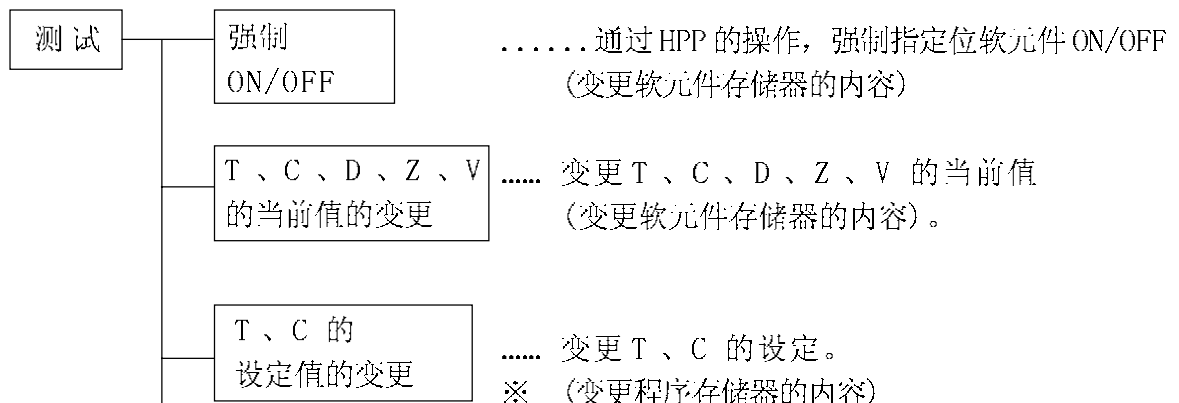 测试
强制
ON/OFF
......通过HPP的操作，强制指定位软元件ON/OFF
(变更软元件存储器的内容)
T、C、D、Z、V
的当前值的变更
...... 变更T、C、D、Z、V 的当前值
(变更软元件存储器的内容)。
T、C 的
设定值的变更
...... 变更T、C 的设定。
※ (变更程序存储器的内容)